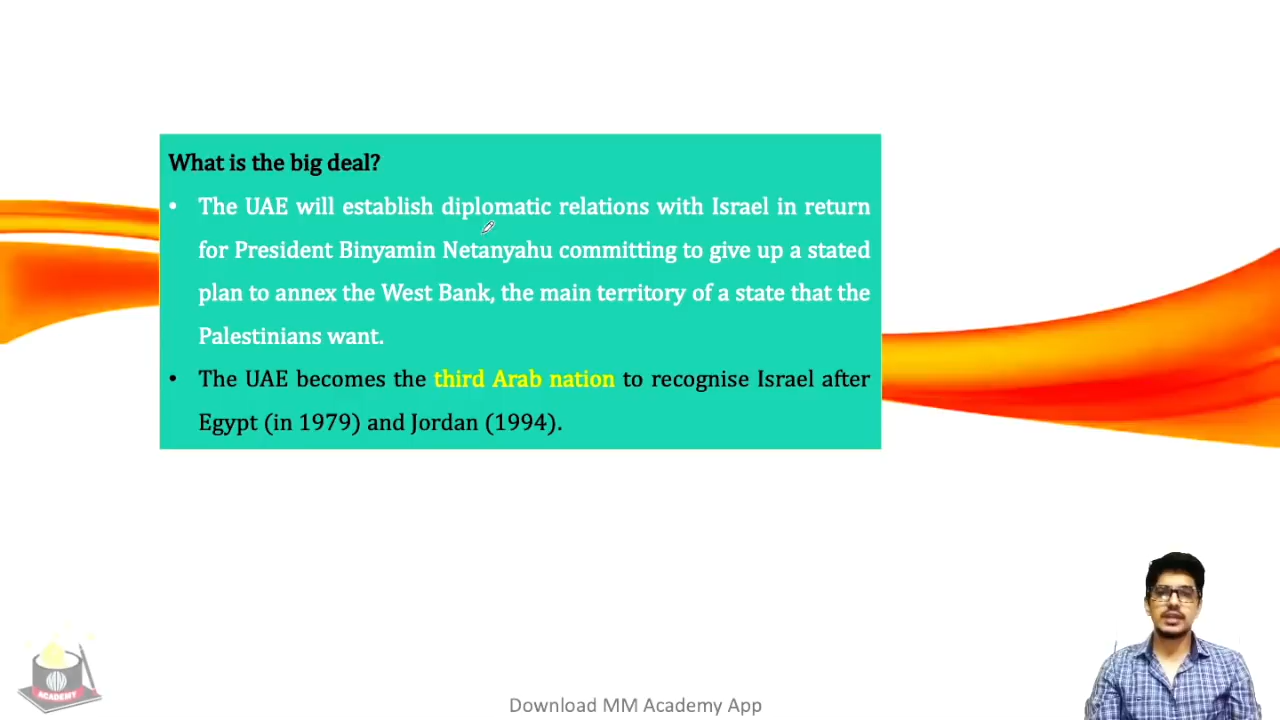 What is the big deal?
• The UAE will establish diplomatic relations with Israel in return
for President Binyamin Netanyahu committing to give up a stated
plan to annex the West Bank, the main territory of a state that the
Palestinians want.
• The UAE becomes the third Arab nation to recognise Israel after
Egypt (in 1979) and Jordan (1994).
ACADEMY
Download MM Academy App